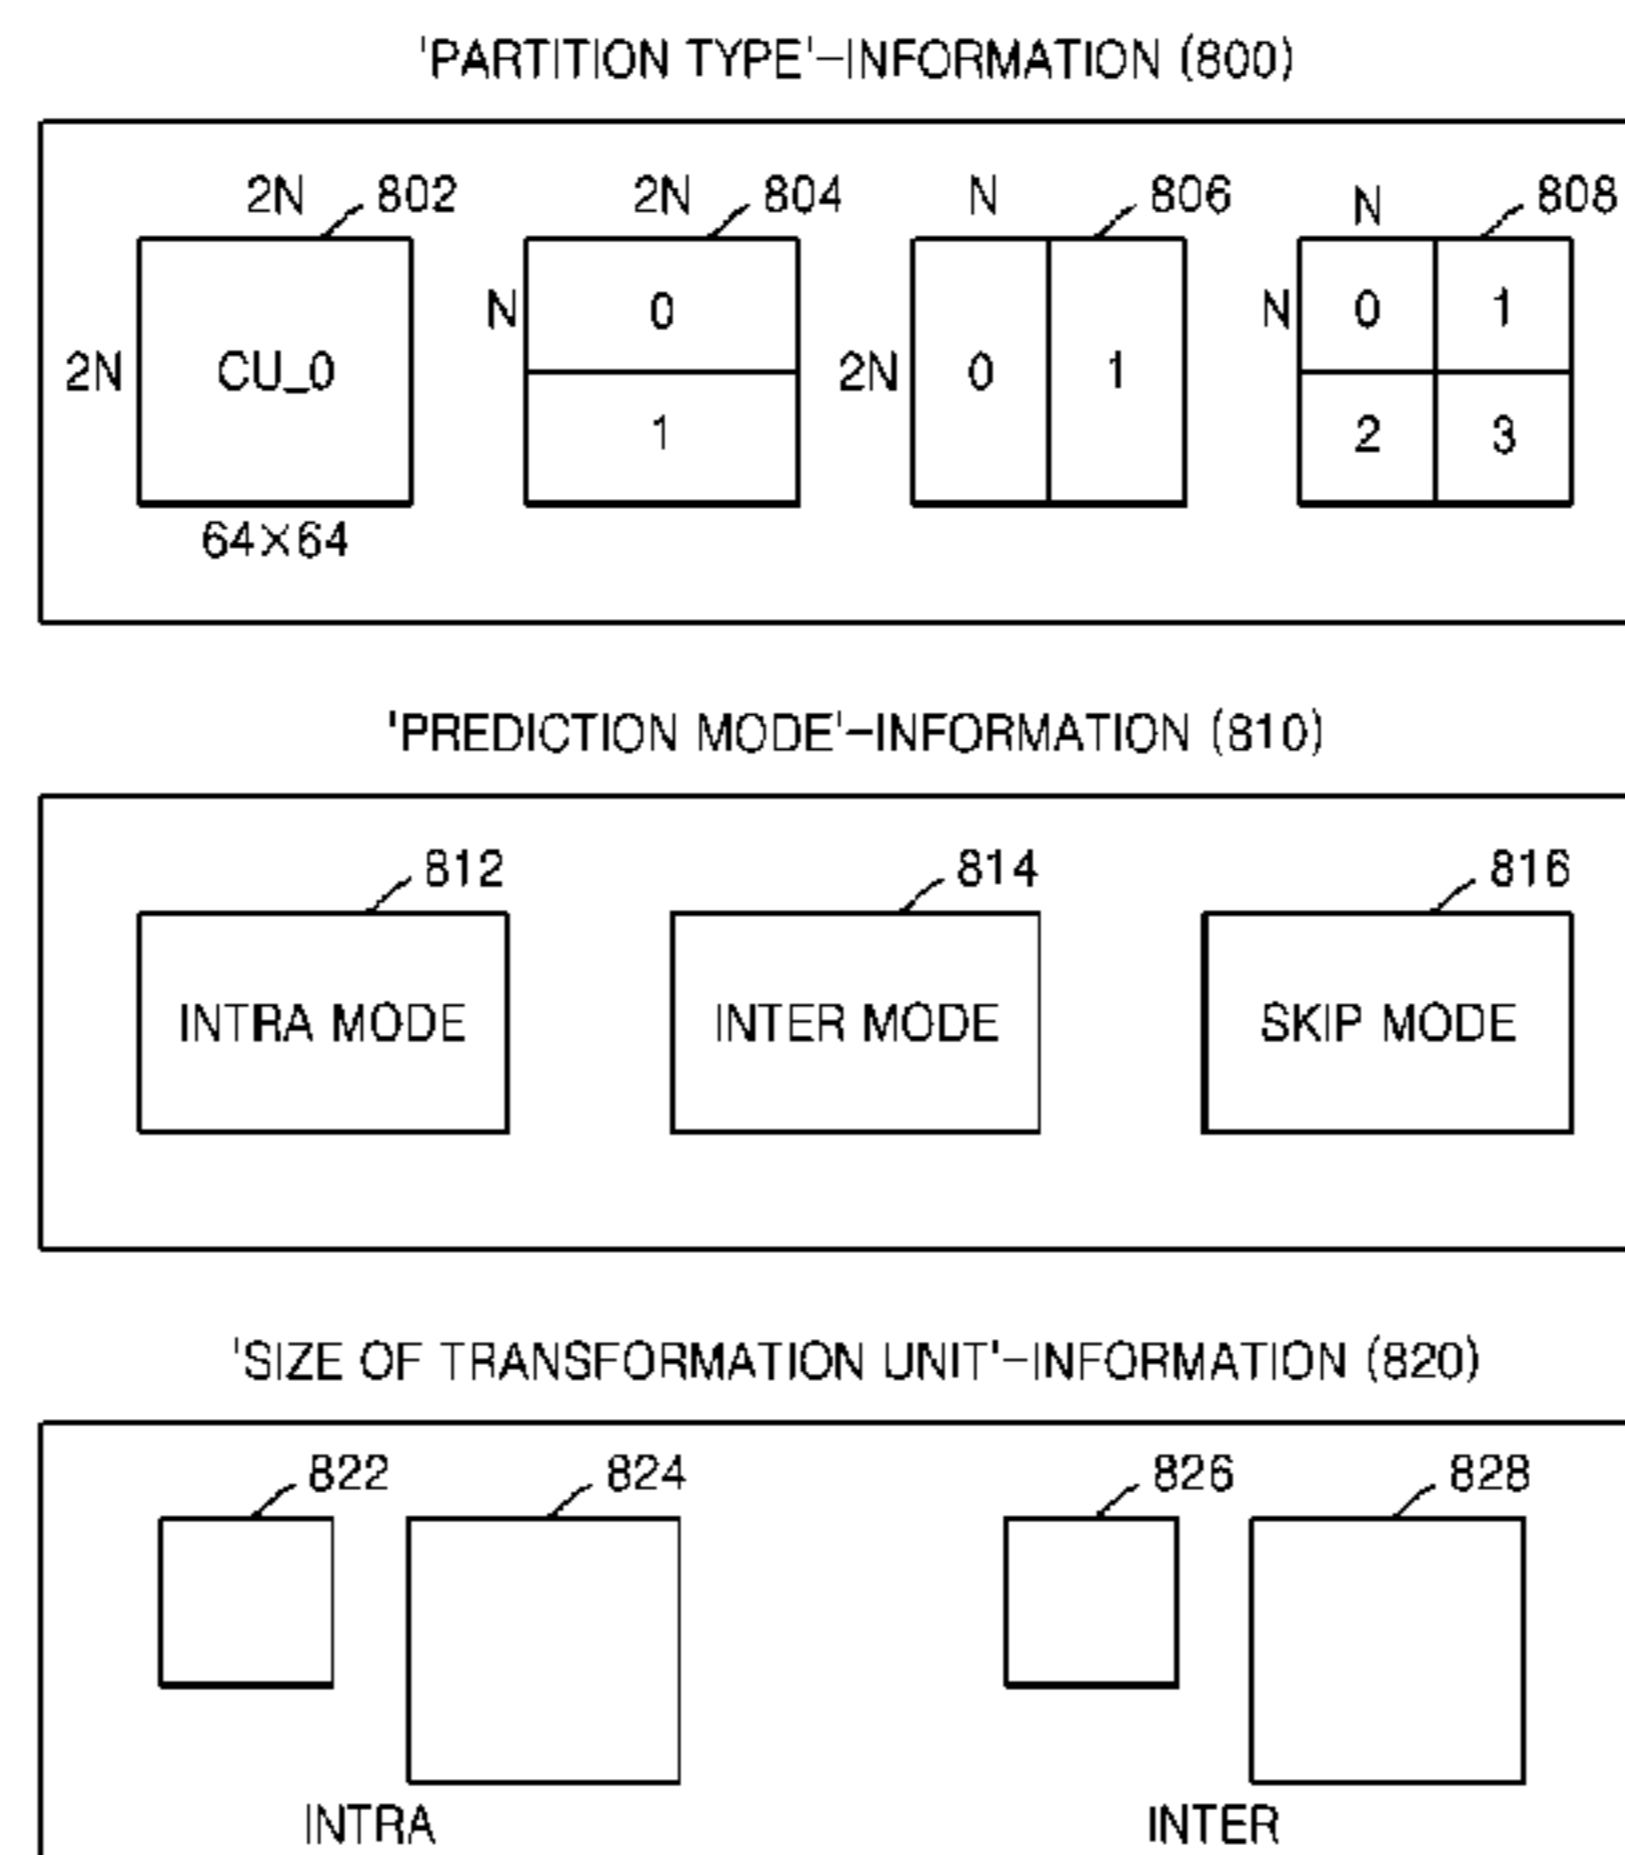 'PARTITION TYPE'-INFORMATION (800)
2N 802 2N 804 N 806 N 808
N 0 N 0 1
2N CU_0 2N 0 1
1 2 3
64×64
'PREDICTION MODE'-INFORMATION (810)
812 814 816
INTRA MODE INTER MODE SKIP MODE
'SIZE OF TRANSFORMATION UNIT'-INFORMATION (820)
822 824 826 828
INTRA INTER